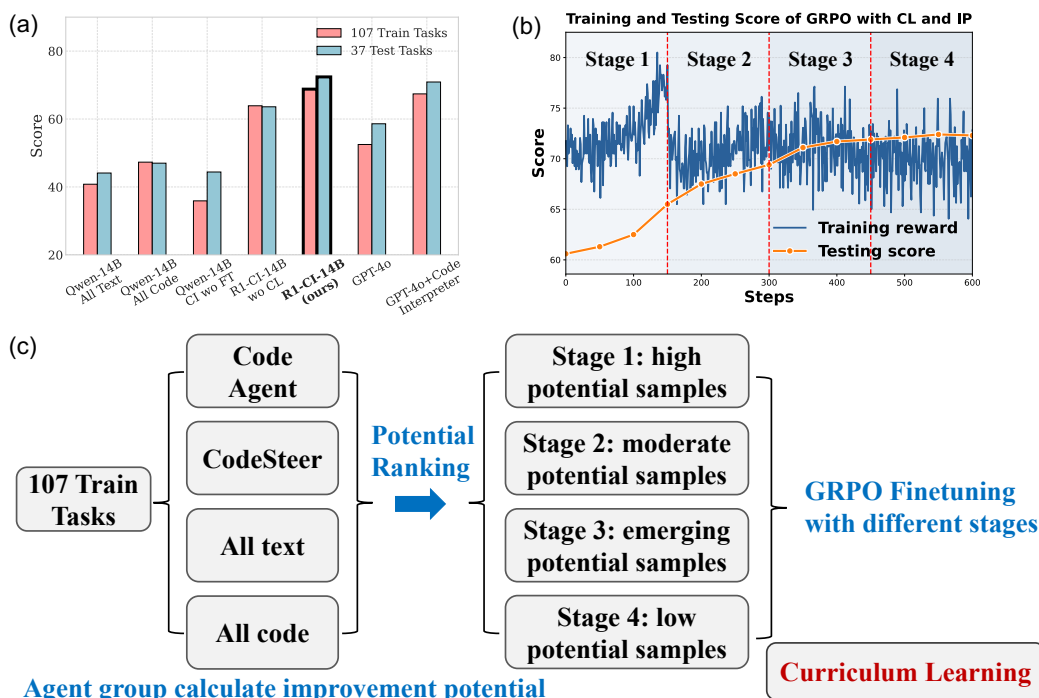 (a)
107 Train Tasks
37 Test Tasks
Score
80
60
40
20
Qwen-14B
All Text
Qwen-14B
All Code
Qwen-14B
CI wo FT
R1-CI-14B
wo CL
R1-CI-14B
(ours)
GPT-4o
GPT-4o+Code
Interpreter
(b)
Training and Testing Score of GRPO with CL and IP
Stage 1
Stage 2
Stage 3
Stage 4
Score
80
75
70
65
60
Training reward
Testing score
0 100 200 300 400 500 600
Steps
(c)
107 Train
Tasks
Code
Agent
CodeSteer
All text
All code
Agent group calculate improvement potential
Potential
Ranking
Stage 1: high
potential samples
Stage 2: moderate
potential samples
Stage 3: emerging
potential samples
Stage 4: low
potential samples
GRPO Finetuning
with different stages
Curriculum Learning